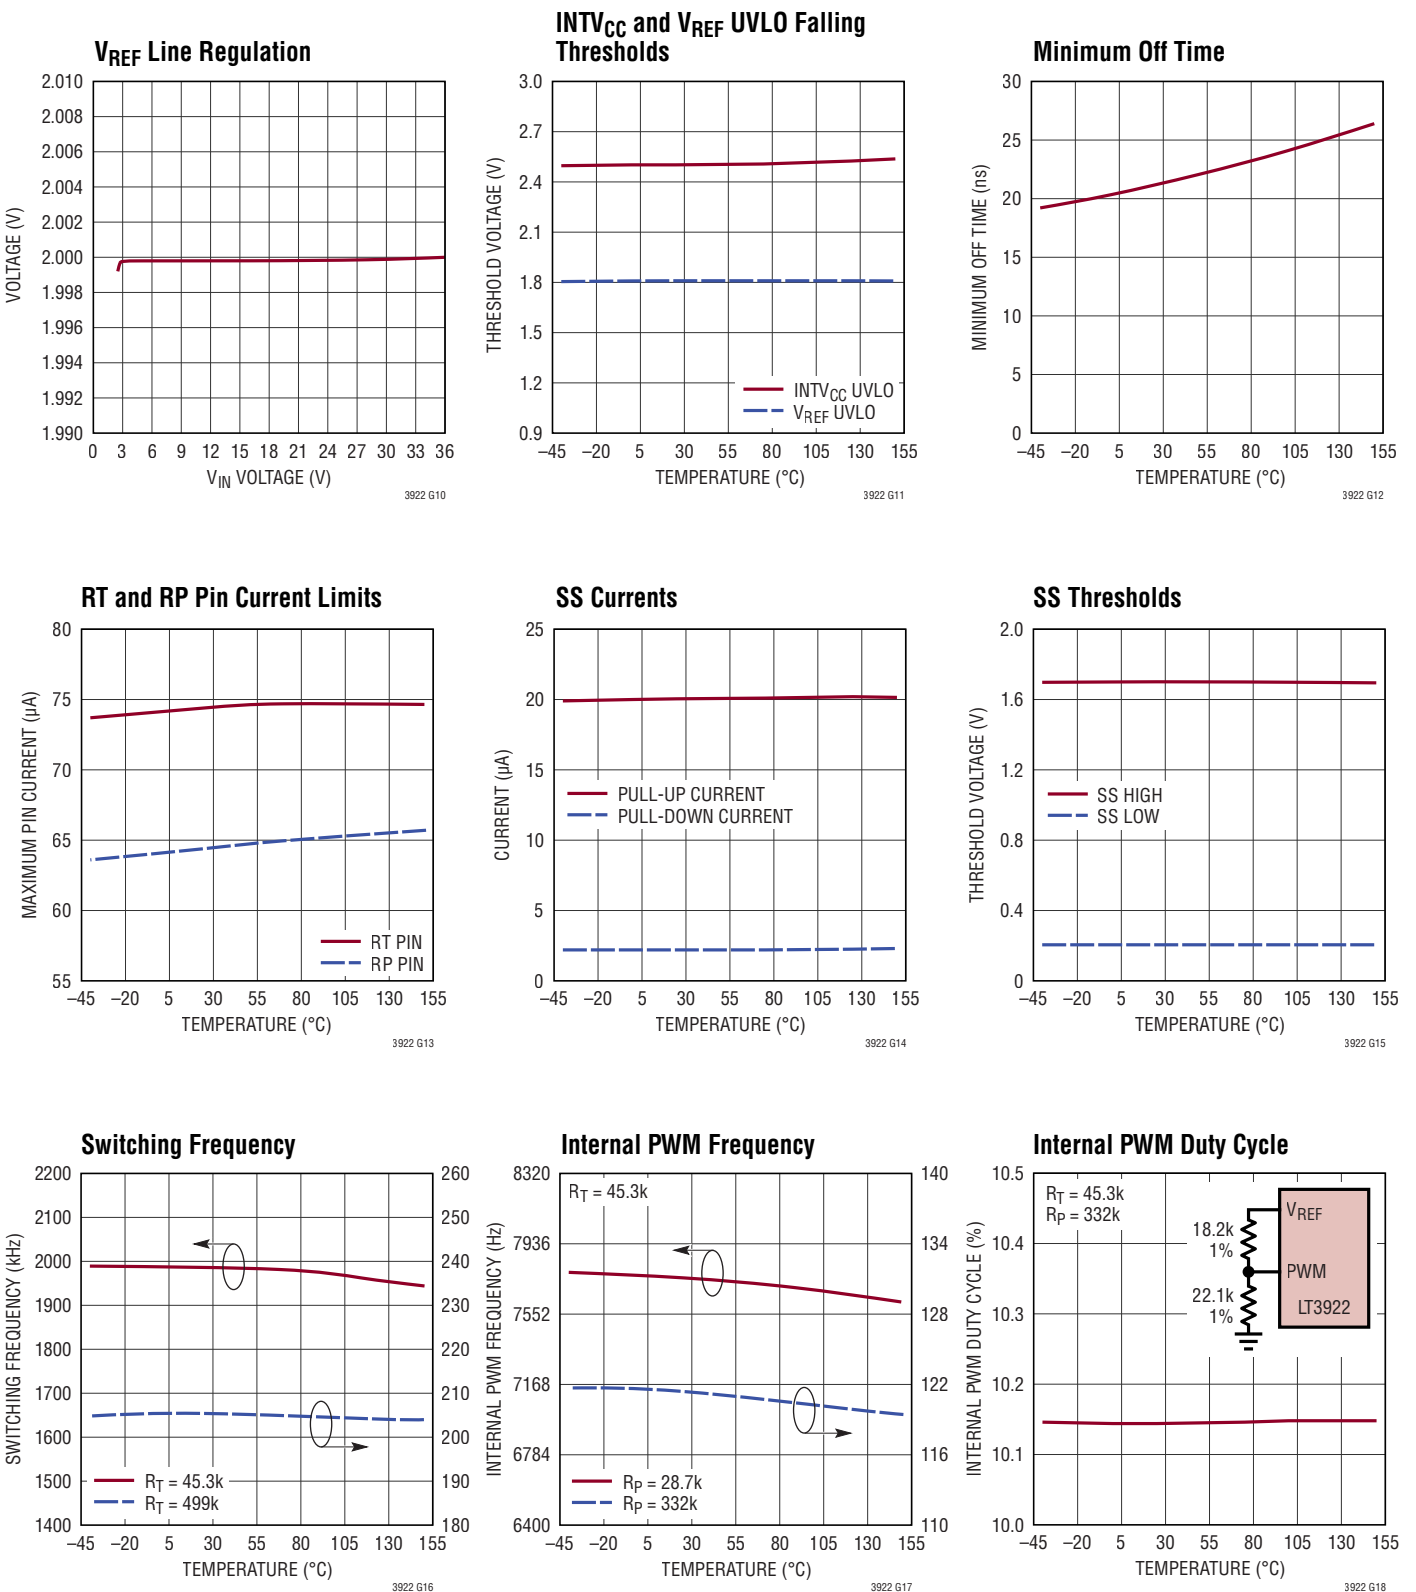 V_REF Line Regulation
2.010
2.008
2.006
2.004
2.002
2.000
1.998
1.996
1.994
1.992
1.990
VOLTAGE (V)
0 3 6 9 12 15 18 21 24 27 30 33 36
V_IN VOLTAGE (V)
3922 G10
INTV_CC and V_REF UVLO Falling
Thresholds
3.0
2.7
2.4
2.1
1.8
1.5
1.2
0.9
THRESHOLD VOLTAGE (V)
INTV_CC UVLO
V_REF UVLO
–45 –20 5 30 55 80 105 130 155
TEMPERATURE (°C)
3922 G11
Minimum Off Time
30
25
20
15
10
5
0
MINIMUM OFF TIME (ns)
–45 –20 5 30 55 80 105 130 155
TEMPERATURE (°C)
3922 G12
RT and RP Pin Current Limits
80
75
70
65
60
55
MAXIMUM PIN CURRENT (µA)
RT PIN
RP PIN
–45 –20 5 30 55 80 105 130 155
TEMPERATURE (°C)
3922 G13
SS Currents
25
20
15
10
5
0
CURRENT (µA)
PULL-UP CURRENT
PULL-DOWN CURRENT
–45 –20 5 30 55 80 105 130 155
TEMPERATURE (°C)
3922 G14
SS Thresholds
2.0
1.6
1.2
0.8
0.4
0
THRESHOLD VOLTAGE (V)
SS HIGH
SS LOW
–45 –20 5 30 55 80 105 130 155
TEMPERATURE (°C)
3922 G15
Switching Frequency
2200
2100
2000
1900
1800
1700
1600
1500
1400
SWITCHING FREQUENCY (kHz)
260
250
240
230
220
210
200
190
180
R_T = 45.3k
R_T = 499k
–45 –20 5 30 55 80 105 130 155
TEMPERATURE (°C)
3922 G16
Internal PWM Frequency
8320
7936
7552
7168
6784
6400
INTERNAL PWM FREQUENCY (Hz)
R_T = 45.3k
140
134
128
122
116
110
R_P = 28.7k
R_P = 332k
–45 –20 5 30 55 80 105 130 155
TEMPERATURE (°C)
3922 G17
Internal PWM Duty Cycle
10.5
10.4
10.3
10.2
10.1
10.0
INTERNAL PWM DUTY CYCLE (%)
R_T = 45.3k
R_P = 332k
18.2k
1%
22.1k
1%
V_REF
PWM
LT3922
–45 –20 5 30 55 80 105 130 155
TEMPERATURE (°C)
3922 G18